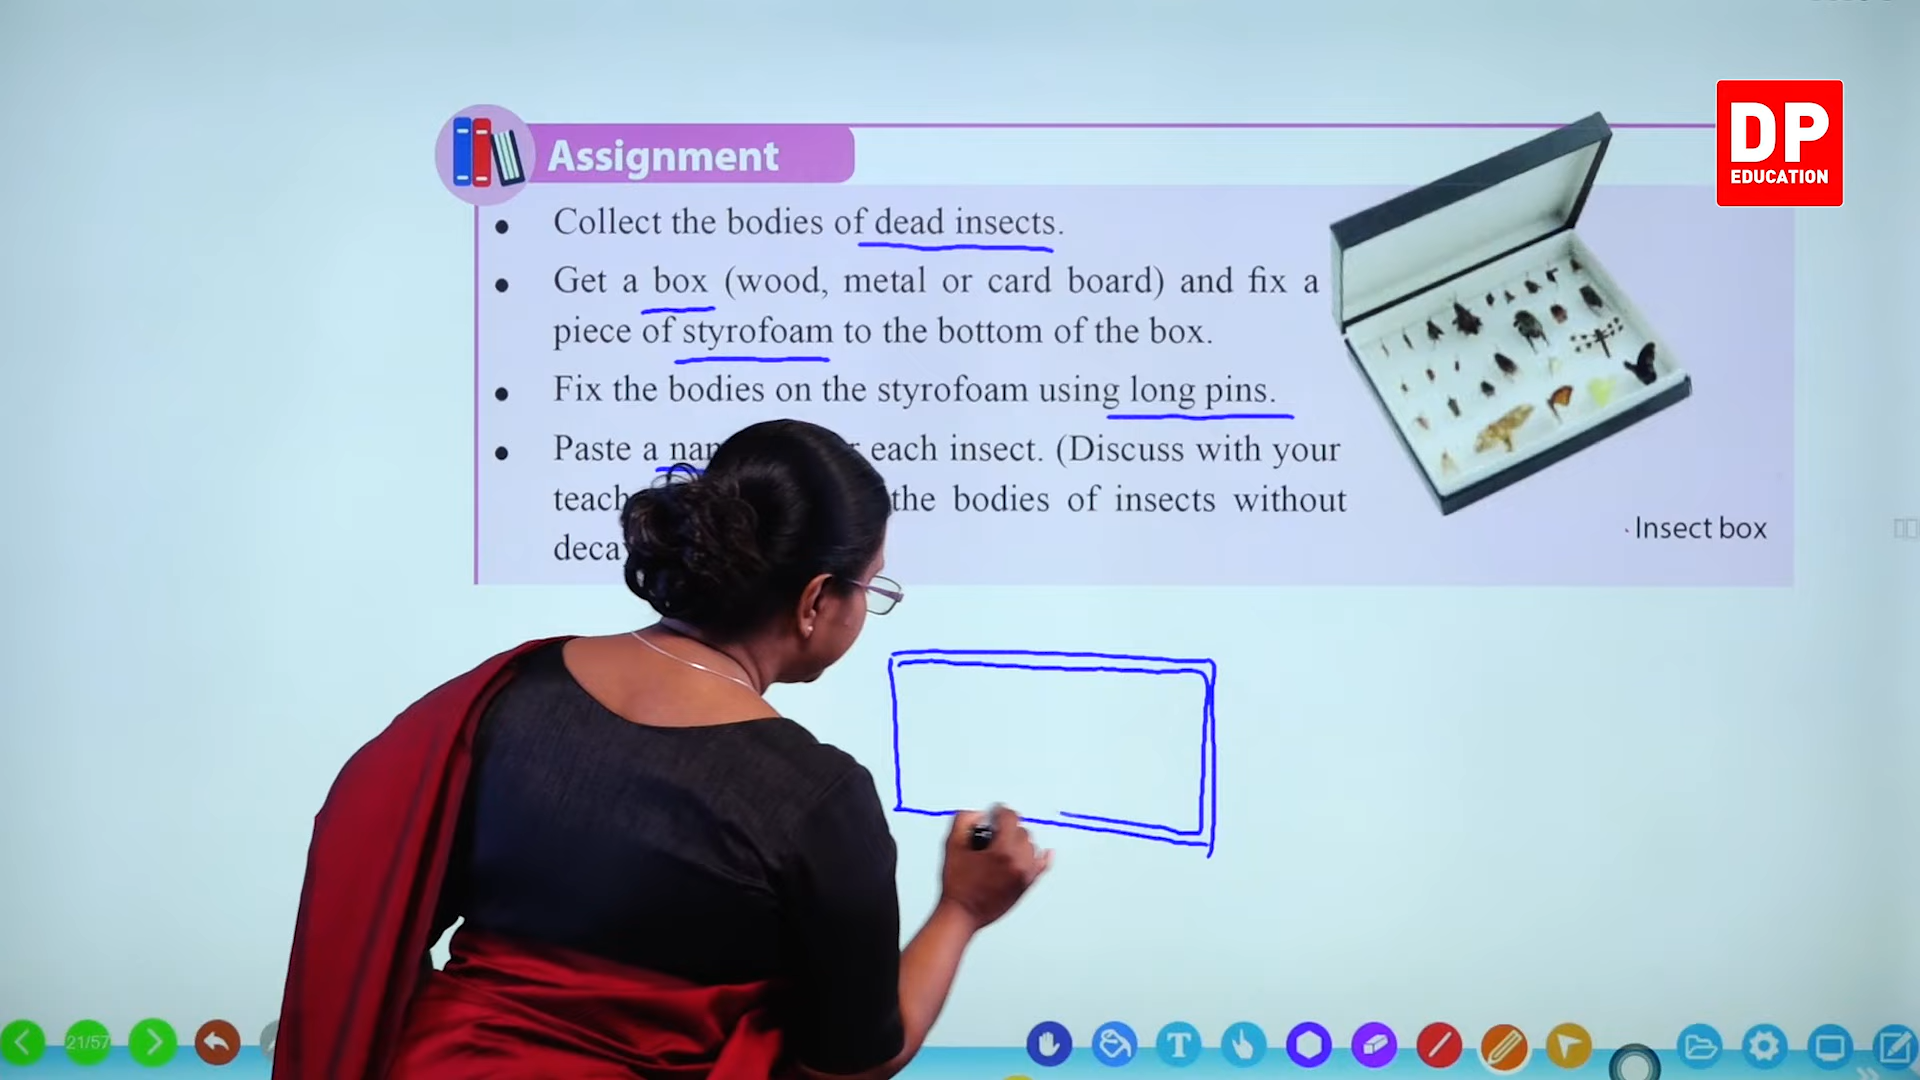 DP
EDUCATION
Assignment
• Collect the bodies of dead insects.
• Get a box (wood, metal or card board) and fix a
piece of styrofoam to the bottom of the box.
• Fix the bodies on the styrofoam using long pins.
• Paste a each insect. (Discuss with your
the bodies of insects without
Insect box
21/57
T